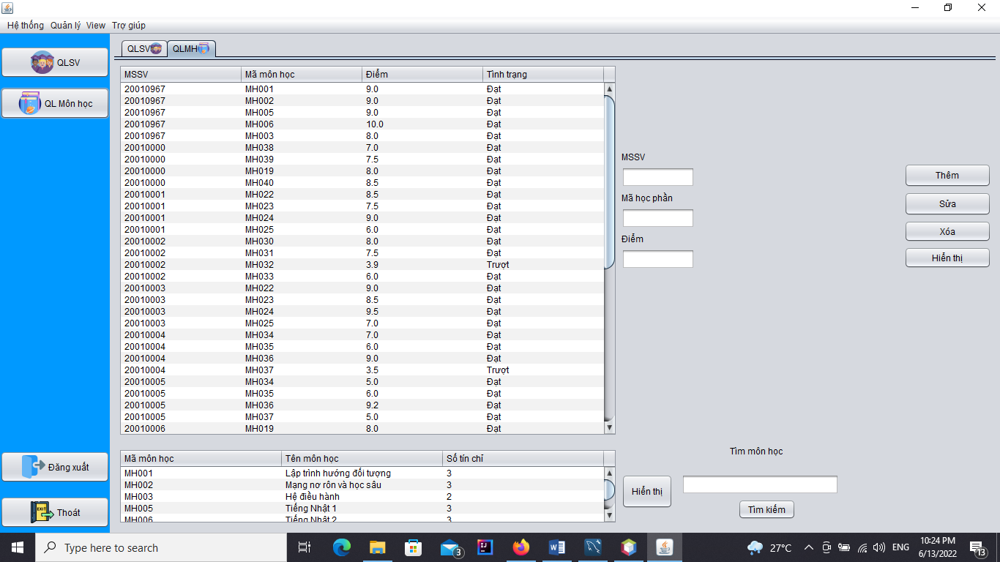 Hệ thống Quản lý View Trợ giúp
QLSV
QL Môn học
QLSV QLMH
MSSV Mã môn học Điểm Tình trạng
20010967 MH001 9.0 Đạt
20010967 MH002 9.0 Đạt
20010967 MH005 9.0 Đạt
20010967 MH006 10.0 Đạt
20010967 MH003 8.0 Đạt
20010000 MH038 7.0 Đạt
20010000 MH039 7.5 Đạt
20010000 MH019 8.0 Đạt
20010000 MH040 8.5 Đạt
20010001 MH022 8.5 Đạt
20010001 MH023 7.5 Đạt
20010001 MH024 9.0 Đạt
20010001 MH025 6.0 Đạt
20010002 MH030 8.0 Đạt
20010002 MH031 7.5 Đạt
20010002 MH032 3.9 Trượt
20010002 MH033 6.0 Đạt
20010003 MH022 9.0 Đạt
20010003 MH023 8.5 Đạt
20010003 MH024 9.5 Đạt
20010003 MH025 7.0 Đạt
20010004 MH034 7.0 Đạt
20010004 MH035 6.0 Đạt
20010004 MH036 9.0 Đạt
20010004 MH037 3.5 Trượt
20010005 MH034 5.0 Đạt
20010005 MH035 6.0 Đạt
20010005 MH036 9.2 Đạt
20010005 MH037 5.0 Đạt
20010006 MH019 8.0 Đạt
MSSV
Mã học phần
Điểm
Thêm
Sửa
Xóa
Hiển thị
Mã môn học Tên môn học Số tín chỉ
MH001 Lập trình hướng đối tượng 3
MH002 Mạng nơ rôn và học sâu 3
MH003 Hệ điều hành 2
MH005 Tiếng Nhật 1 3
MH006 Tiếng Nhật 2 3
Tìm môn học
Hiển thị
Tìm kiếm
Đăng xuất
EXIT
Thoát
Type here to search
3
27°C
ENG
10:24 PM
6/13/2022
13